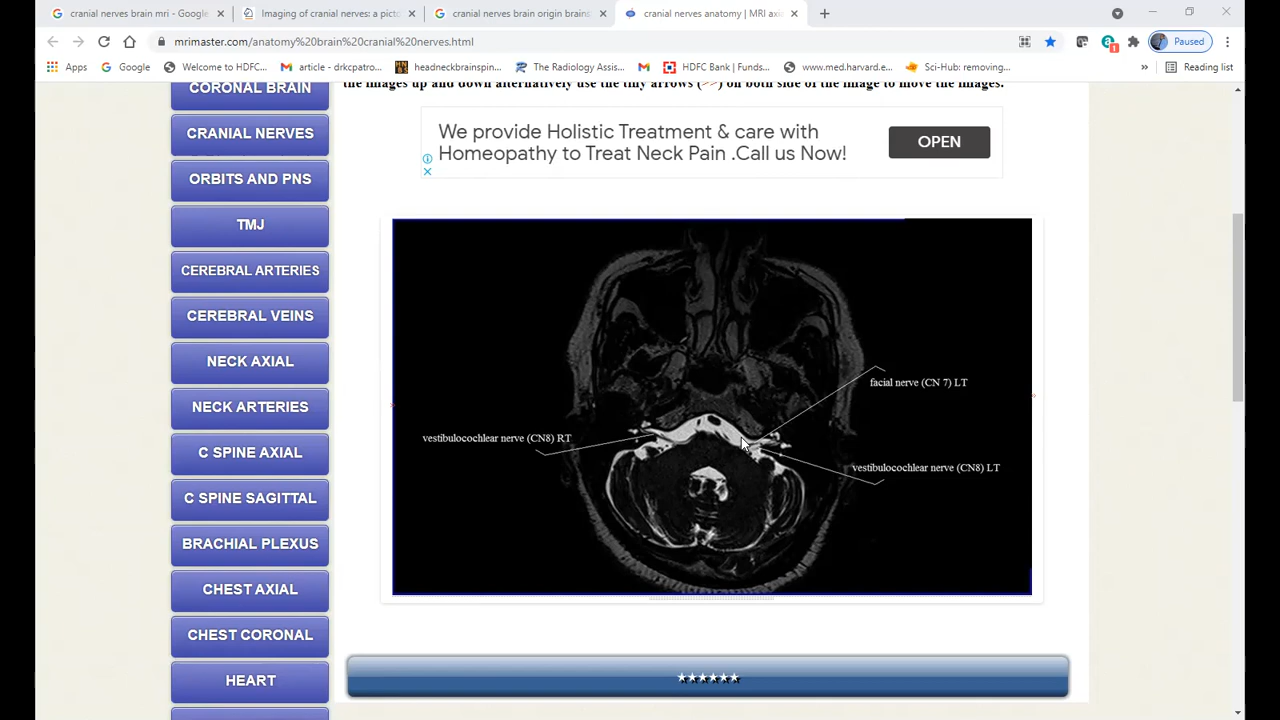 cranial nerves brain mri - Google
Imaging of cranial nerves: a picto
cranial nerves brain origin brains
cranial nerves anatomy | MRI axia
mrimaster.com/anatomy%20brain%20cranial%20nerves.html
1
Paused
Apps
Google
Welcome to HDFC...
article - drkcpatro...
headneckbrainspin...
The Radiology Assis...
HDFC Bank | Funds...
www.med.harvard.e...
Sci-Hub: removing...
»
Reading list
the images up and down alternatively use the tiny arrows (>>) on both side of the image to move the images.
We provide Holistic Treatment & care with
Homeopathy to Treat Neck Pain .Call us Now!
OPEN
CORONAL BRAIN
CRANIAL NERVES
ORBITS AND PNS
TMJ
CEREBRAL ARTERIES
CEREBRAL VEINS
NECK AXIAL
NECK ARTERIES
C SPINE AXIAL
C SPINE SAGITTAL
BRACHIAL PLEXUS
CHEST AXIAL
CHEST CORONAL
HEART
facial nerve (CN 7) LT
vestibulocochlear nerve (CN8) RT
vestibulocochlear nerve (CN8) LT
★★★★★★